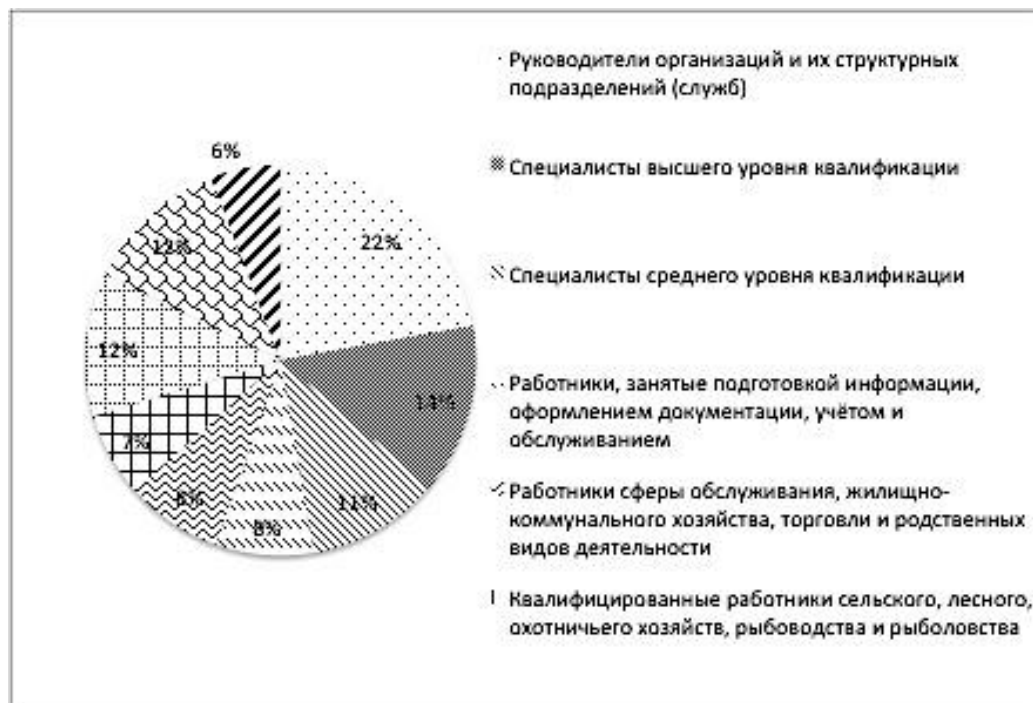 Руководители организаций и их структурных
подразделений (служб)
6%
Специалисты высшего уровня квалификации
12%
22%
Специалисты среднего уровня квалификации
12%
Работники, занятые подготовкой информации,
14%
оформлением документации, учётом и
7%
обслуживанием
8%
11%
8%
Работники сферы обслуживания, жилищно-
коммунального хозяйства, торговли и родственных
видов деятельности
Квалифицированные работники сельского, лесного,
охотничьего хозяйств, рыбоводства и рыболовства